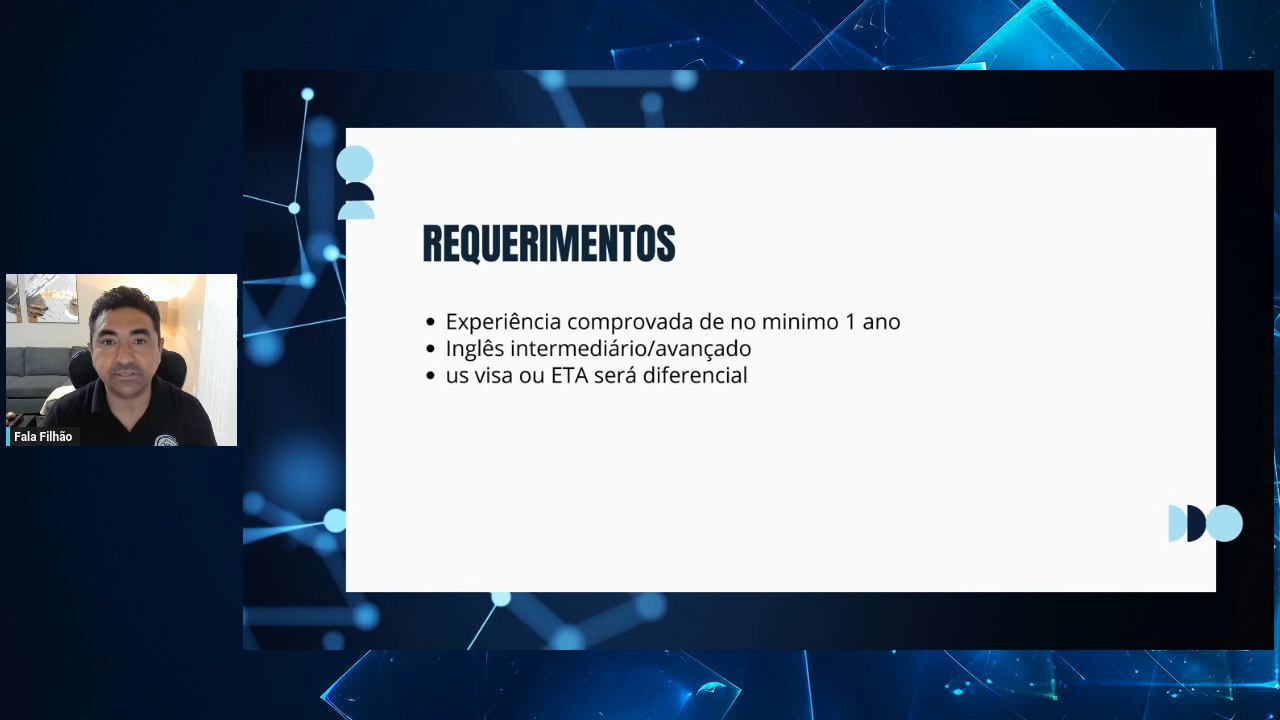 REQUERIMENTOS
Experiência comprovada de no minimo 1 ano
Inglês intermediário/avançado
us visa ou ETA será diferencial
Fala Filhão